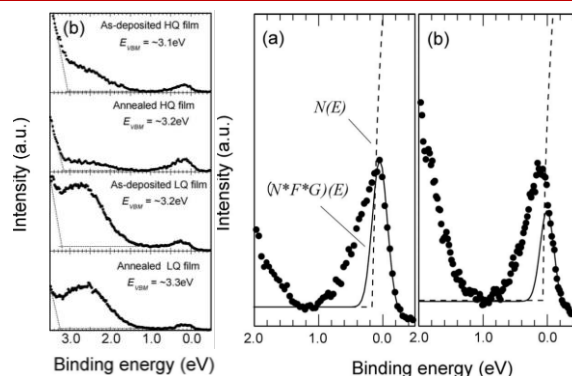 (b)
As-deposited HQ film
E_VBM = ~3.1eV
Annealed HQ film
E_VBM = ~3.2eV
As-deposited LQ film
E_VBM = ~3.2eV
Annealed LQ film
E_VBM = ~3.3eV
Intensity (a.u.)
3.0 2.0 1.0 0.0
Binding energy (eV)
(a)
N(E)
(N*F*G)(E)
Intensity (a.u.)
2.0 1.0 0.0
(b)
1.0 0.0
Binding energy (eV)